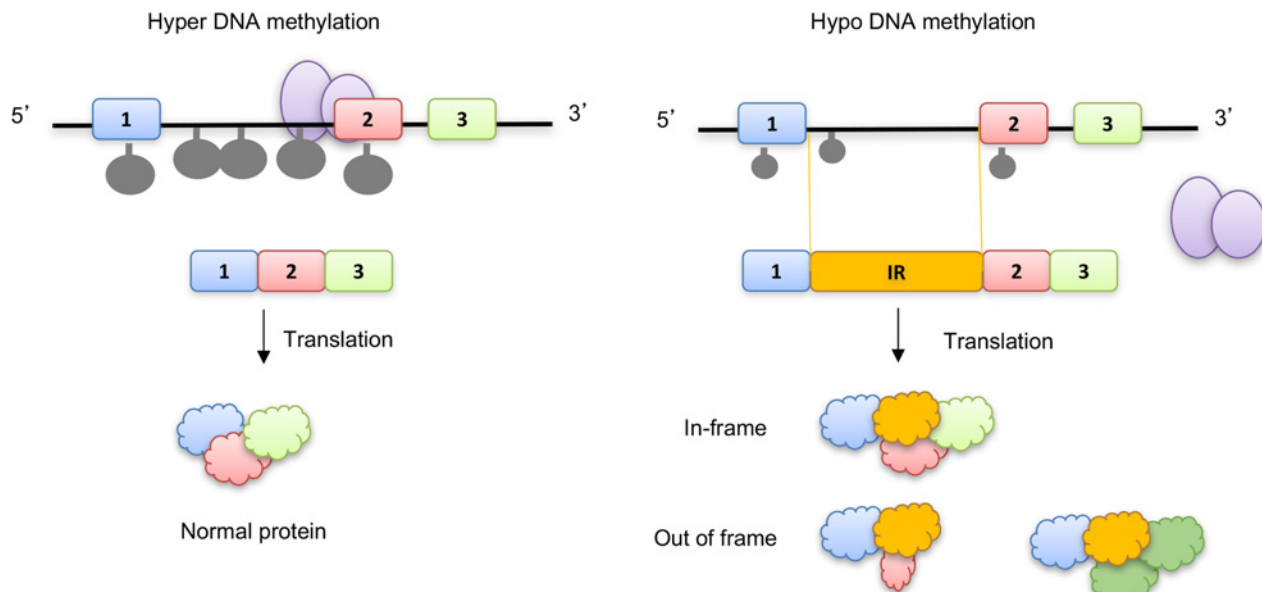 Hyper DNA methylation
5’ 1 2 3 3’
1 2 3
Translation
Normal protein
Hypo DNA methylation
5’ 1 2 3 3’
1 IR 2 3
Translation
In-frame
Out of frame